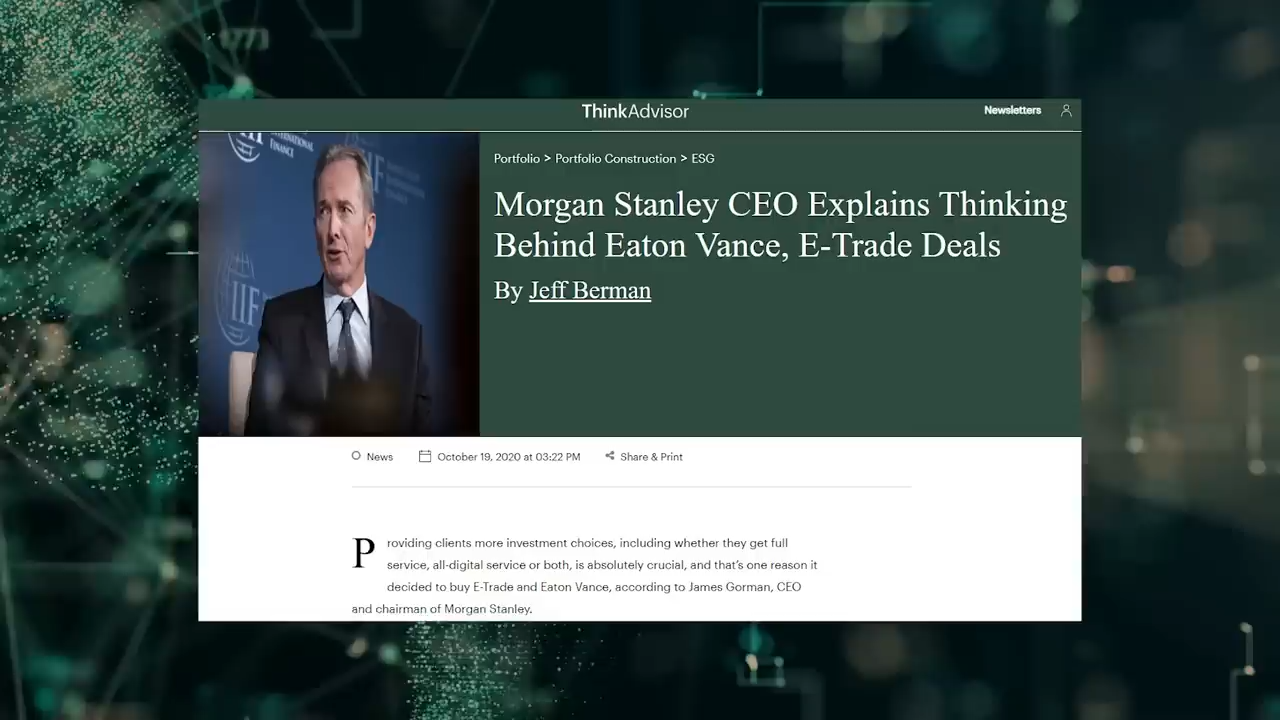 ThinkAdvisor
Newsletters
INTERNATIONAL
FINANCE
IIF
Portfolio > Portfolio Construction > ESG
Morgan Stanley CEO Explains Thinking
Behind Eaton Vance, E-Trade Deals
By Jeff Berman
News
October 19, 2020 at 03:22 PM
Share & Print
Providing clients more investment choices, including whether they get full
service, all-digital service or both, is absolutely crucial, and that's one reason it
decided to buy E-Trade and Eaton Vance, according to James Gorman, CEO
and chairman of Morgan Stanley.